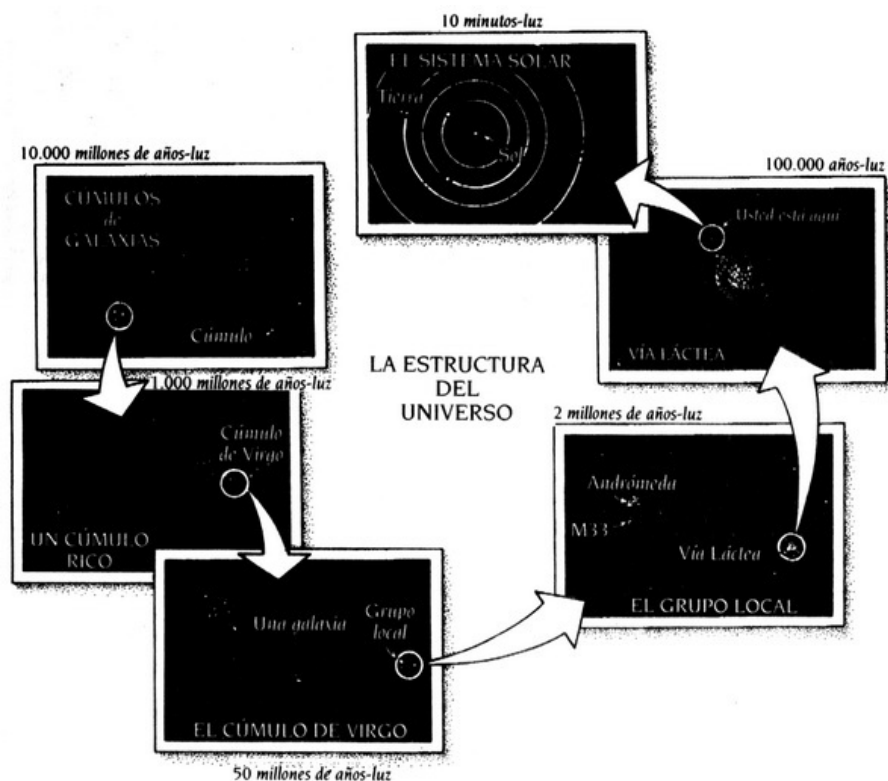 10 minutos-luz
EL SISTEMA SOLAR
Tierra
Sol
10.000 millones de años-luz
CÚMULOS
de
GALAXIAS
Cúmulo
100.000 años-luz
Usted está aquí
VÍA LÁCTEA
LA ESTRUCTURA
DEL
UNIVERSO
1.000 millones de años-luz
Cúmulo
de Virgo
UN CÚMULO
RICO
2 millones de años-luz
Andrómeda
M33
Vía Láctea
EL GRUPO LOCAL
Una galaxia
Grupo
local
EL CÚMULO DE VIRGO
50 millones de años-luz